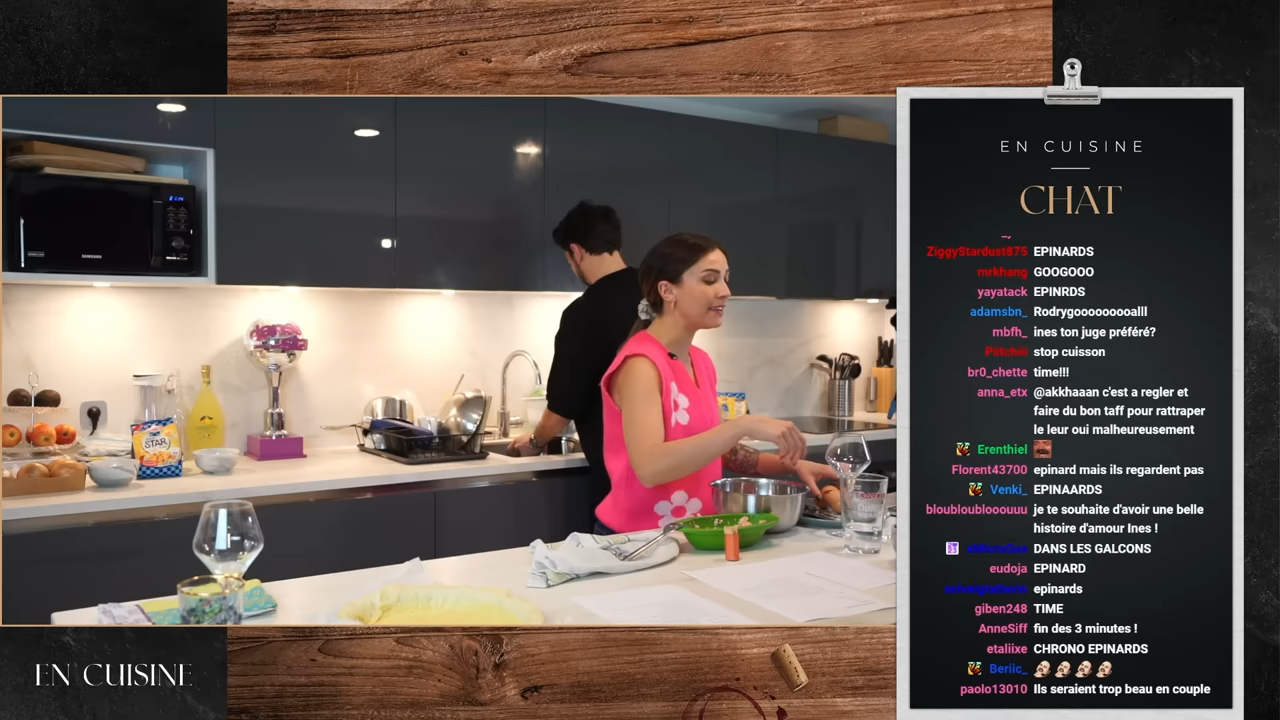 EN CUISINE
CHAT
ZiggyStardust875 EPINARDS
mrkhang GOOGOOO
yayatack EPINRDS
adamsbn_ Rodrygooooooooalll
mbfh_ ines ton juge préféré?
Piitchiii stop cuisson
br0_chette time!!!
anna_etx @akkhaaan c'est a regler et
faire du bon taff pour rattraper
le leur oui malheureusement
Erenthiel
Florent43700 epinard mais ils regardent pas
Venki_ EPINAARDS
bloubloublooouuu je te souhaite d'avoir une belle
histoire d'amour Ines !
DANS LES GALCONS
eudoja EPINARD
epinards
giben248 TIME
AnneSiff fin des 3 minutes !
etaliixe CHRONO EPINARDS
Beriic_
paolo13010 Ils seraient trop beau en couple
SAMSUNG
STAR
EN CUISINE